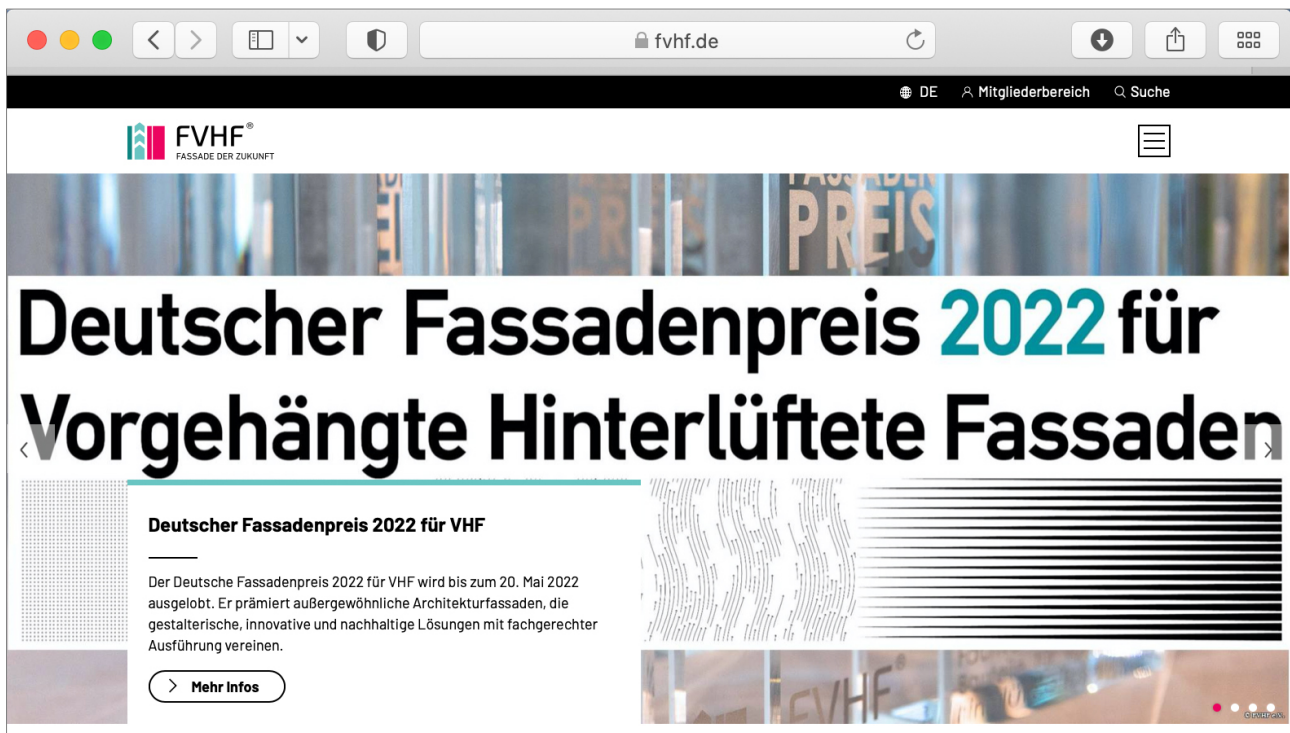 fvhf.de
DE Mitgliederbereich Suche
FVHF®
FASSADE DER ZUKUNFT
FASSADEN
PREIS
Deutscher Fassadenpreis 2022 für
Vorgehängte Hinterlüftete Fassaden
Deutscher Fassadenpreis 2022 für VHF
Der Deutsche Fassadenpreis 2022 für VHF wird bis zum 20. Mai 2022
ausgelobt. Er prämiert außergewöhnliche Architekturfassaden, die
gestalterische, innovative und nachhaltige Lösungen mit fachgerechter
Ausführung vereinen.
Mehr Infos
FVHF®
© FVHF e.V.